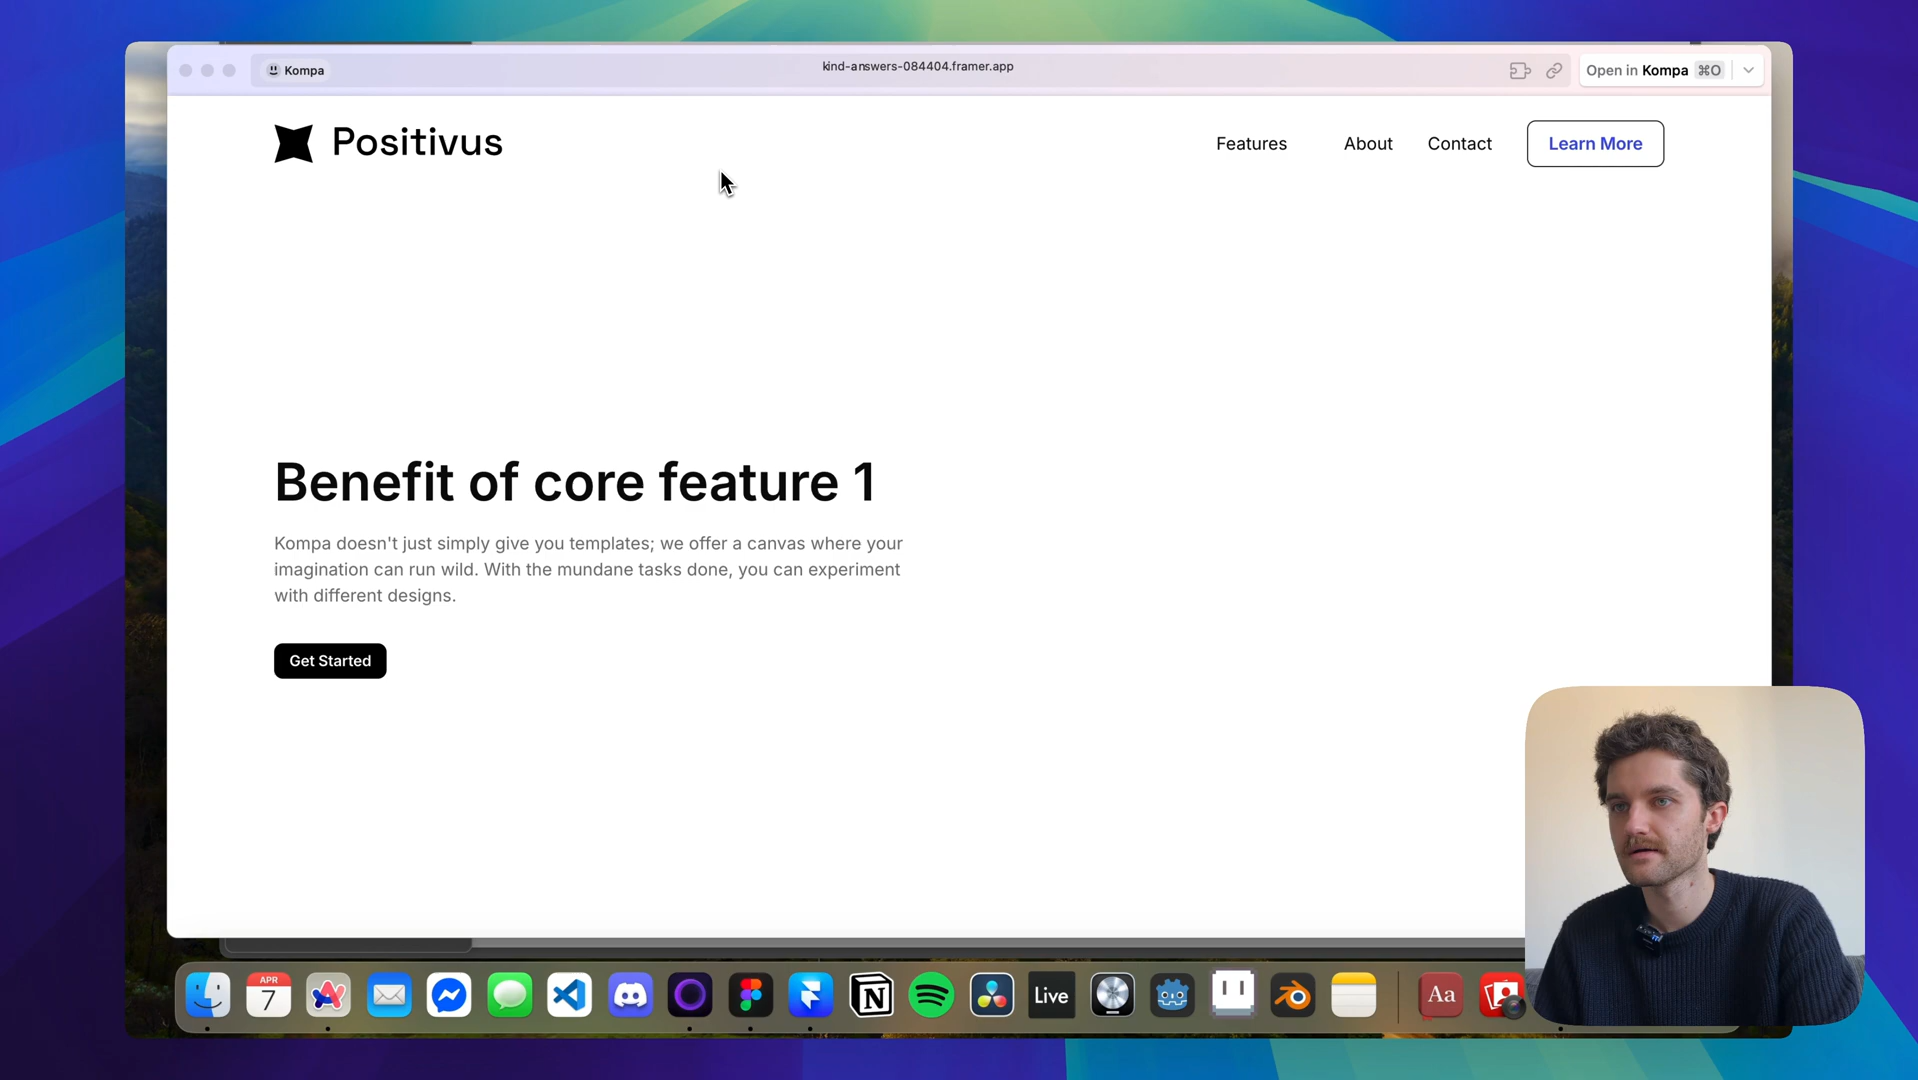 Kompa
kind-answers-084404.framer.app
Open in Kompa ⌘O
Positivus
Features
About
Contact
Learn More
Benefit of core feature 1
Kompa doesn't just simply give you templates; we offer a canvas where your
imagination can run wild. With the mundane tasks done, you can experiment
with different designs.
Get Started
APR
7
N
Live
Aa